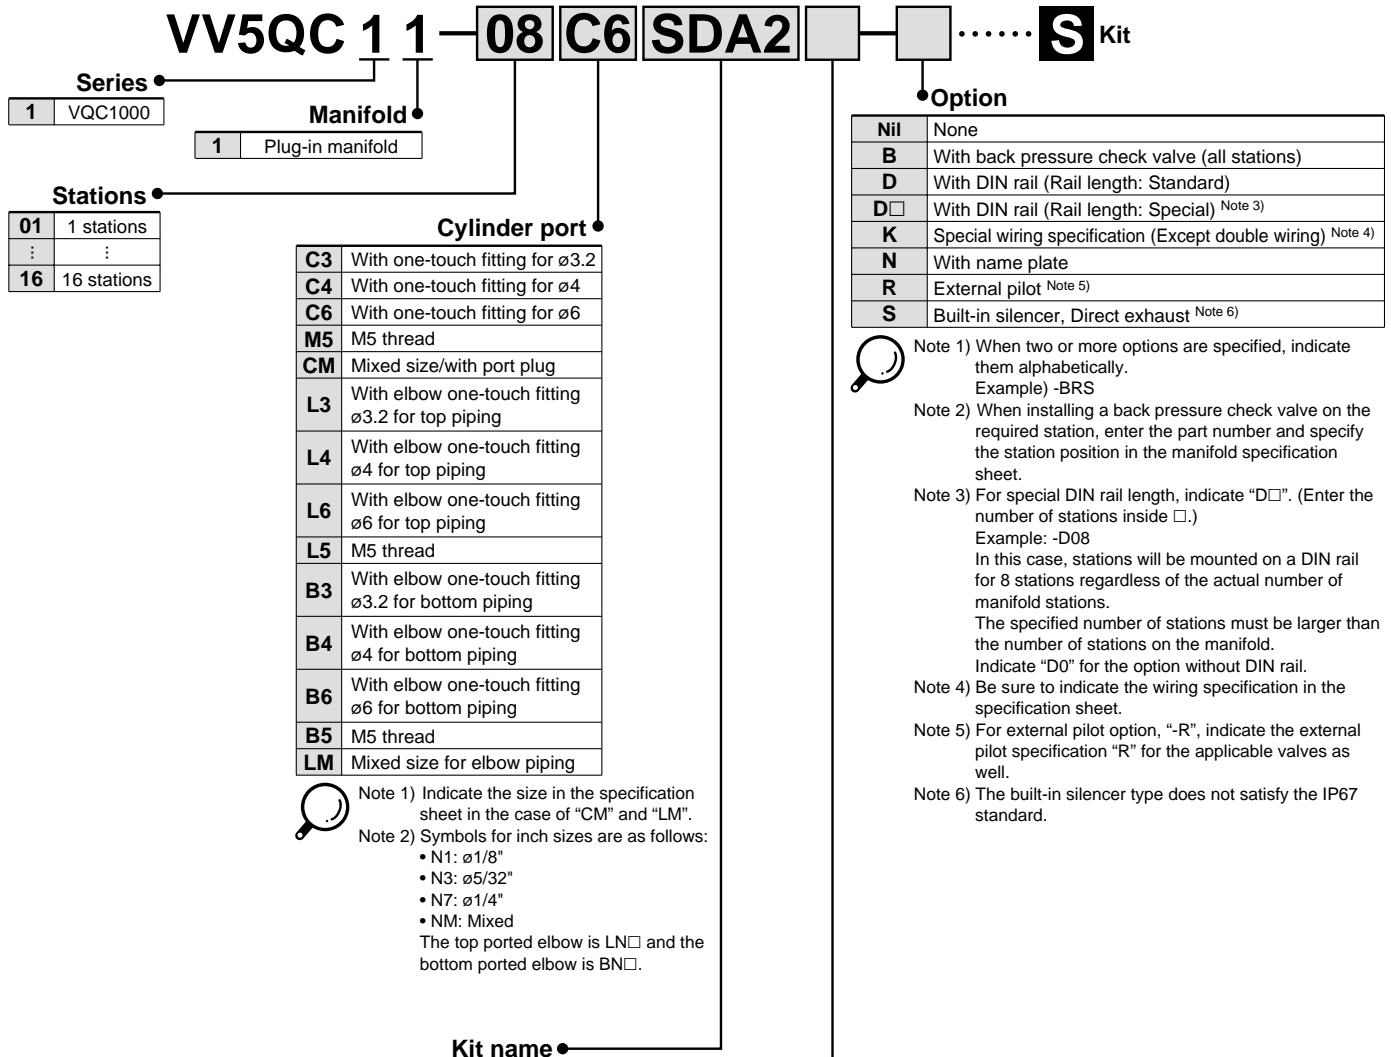 VV5QC 1 1 — 08 C6 SDA2 □ — □ ······ S Kit
Series
1 VQC1000
Manifold
1 Plug-in manifold
Stations
01 1 stations
⋮ ⋮
16 16 stations
Cylinder port
C3 With one-touch fitting for ø3.2
C4 With one-touch fitting for ø4
C6 With one-touch fitting for ø6
M5 M5 thread
CM Mixed size/with port plug
L3 With elbow one-touch fitting
ø3.2 for top piping
L4 With elbow one-touch fitting
ø4 for top piping
L6 With elbow one-touch fitting
ø6 for top piping
L5 M5 thread
B3 With elbow one-touch fitting
ø3.2 for bottom piping
B4 With elbow one-touch fitting
ø4 for bottom piping
B6 With elbow one-touch fitting
ø6 for bottom piping
B5 M5 thread
LM Mixed size for elbow piping
Note 1) Indicate the size in the specification
sheet in the case of “CM” and “LM”.
Note 2) Symbols for inch sizes are as follows:
• N1: ø1/8"
• N3: ø5/32"
• N7: ø1/4"
• NM: Mixed
The top ported elbow is LN□ and the
bottom ported elbow is BN□.
Option
Nil None
B With back pressure check valve (all stations)
D With DIN rail (Rail length: Standard)
D□ With DIN rail (Rail length: Special) Note 3)
K Special wiring specification (Except double wiring) Note 4)
N With name plate
R External pilot Note 5)
S Built-in silencer, Direct exhaust Note 6)
Note 1) When two or more options are specified, indicate
them alphabetically.
Example) -BRS
Note 2) When installing a back pressure check valve on the
required station, enter the part number and specify
the station position in the manifold specification
sheet.
Note 3) For special DIN rail length, indicate “D□”. (Enter the
number of stations inside □.)
Example: -D08
In this case, stations will be mounted on a DIN rail
for 8 stations regardless of the actual number of
manifold stations.
The specified number of stations must be larger than
the number of stations on the manifold.
Indicate “D0” for the option without DIN rail.
Note 4) Be sure to indicate the wiring specification in the
specification sheet.
Note 5) For external pilot option, “-R”, indicate the external
pilot specification “R” for the applicable valves as
well.
Note 6) The built-in silencer type does not satisfy the IP67
standard.
Kit name